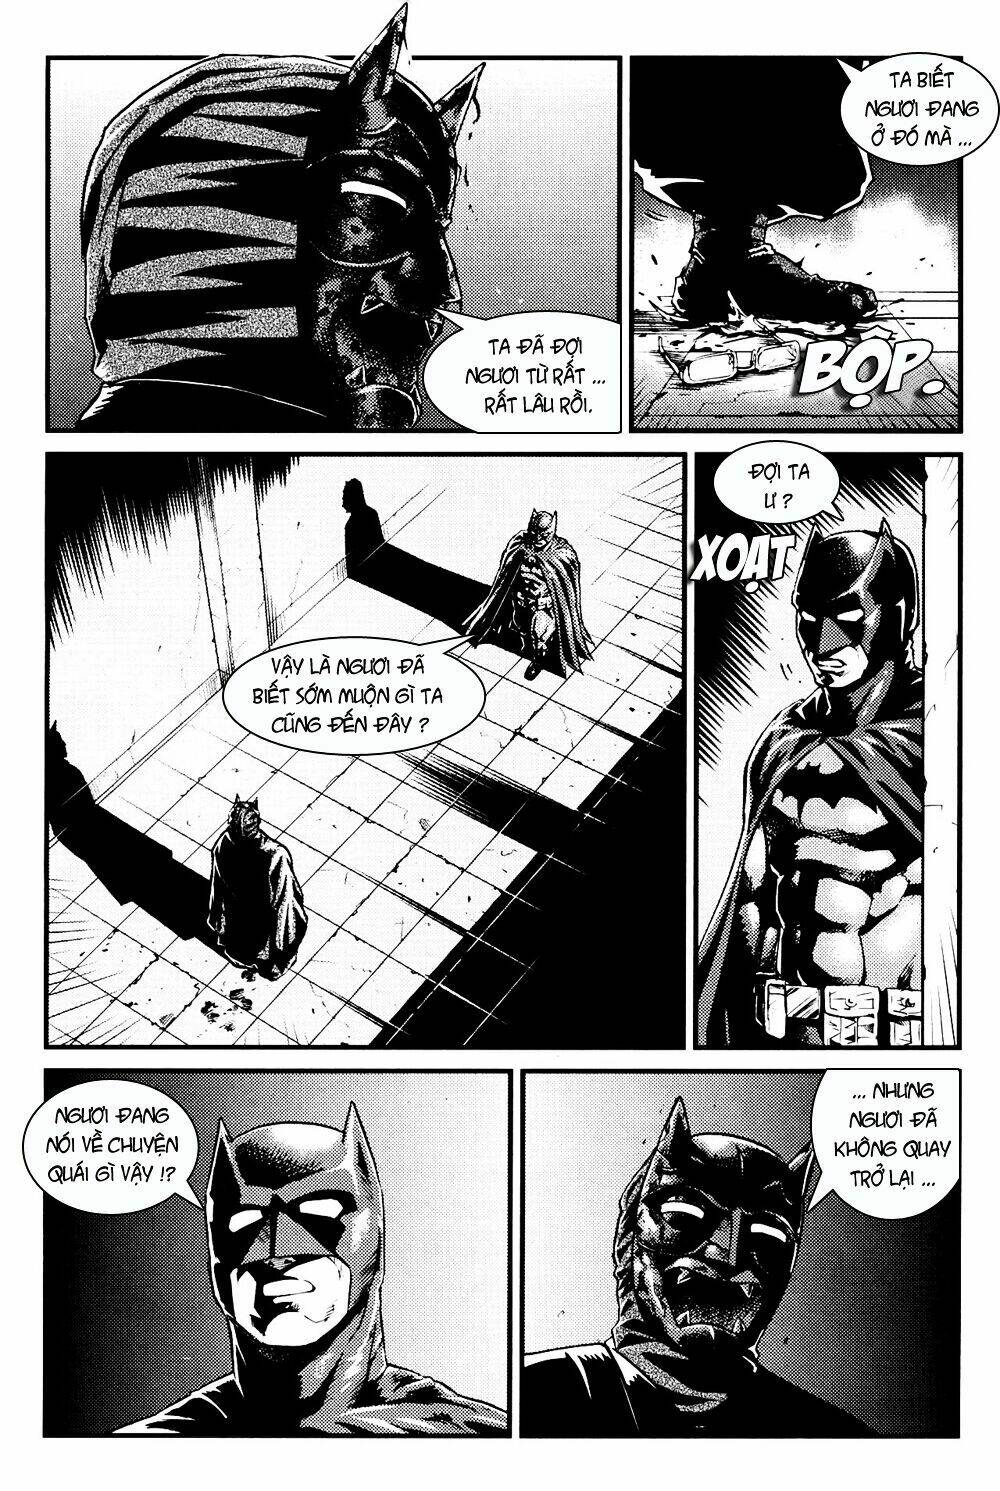 TA ĐÃ ĐỢI
NGƯƠI TỪ RẤT ...
RẤT LÂU RỒI.
TA BIẾT
NGƯƠI ĐANG
Ở ĐÓ MÀ ...
BỘP.
VẬY LÀ NGƯƠI ĐÃ
BIẾT SỚM MUỘN GÌ TA
CŨNG ĐẾN ĐÂY ?
ĐỢI TA
Ư ?
XOẠT
NGƯƠI ĐANG
NÓI VỀ CHUYỆN
QUÁI GÌ VẬY !?
... NHƯNG
NGƯƠI ĐÃ
KHÔNG QUAY
TRỞ LẠI ...